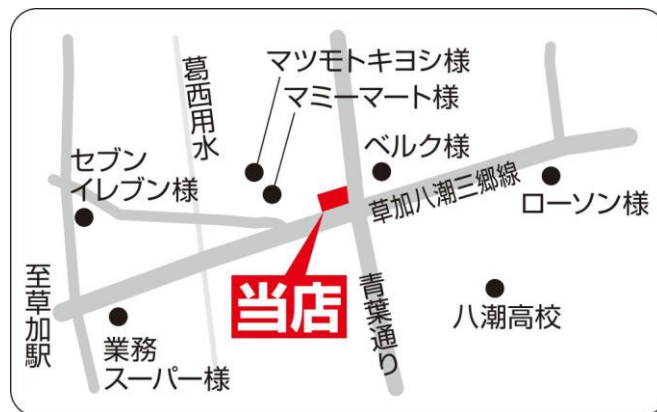 マツモトキヨシ様
マミーマート様
葛西用水
セブン
イレブン様
ベルク様
草加八潮三郷線
ローソン様
当店
至草加駅
業務
スーパー様
青葉通り
八潮高校